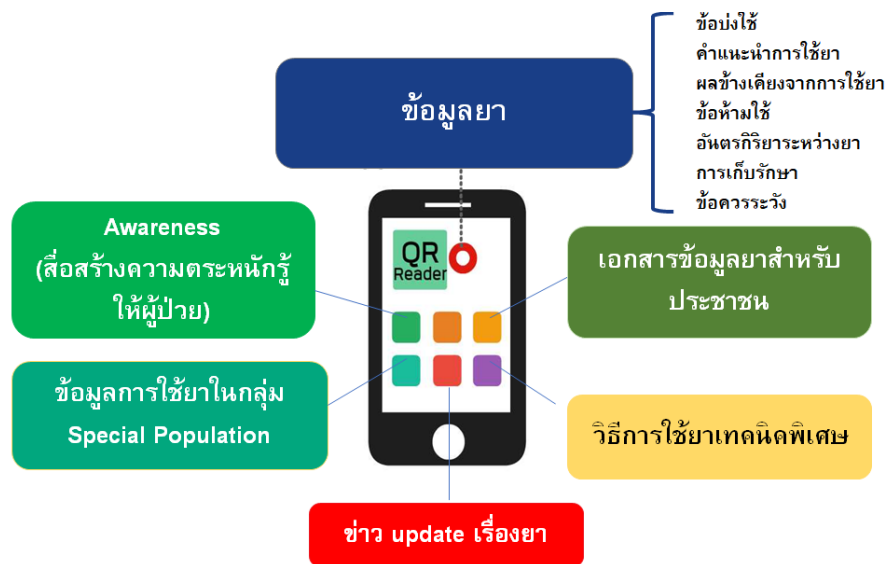 ข้อบ่งใช้
คำแนะนำการใช้ยา
ผลข้างเคียงจากการใช้ยา
ข้อห้ามใช้
อันตรกิริยาระหว่างยา
การเก็บรักษา
ข้อควรระวัง
ข้อมูลยา
QR
Reader
Awareness
(สื่อสร้างความตระหนักรู้
ให้ผู้ป่วย)
เอกสารข้อมูลยาสำหรับ
ประชาชน
ข้อมูลการใช้ยาในกลุ่ม
Special Population
วิธีการใช้ยาเทคนิคพิเศษ
ข่าว update เรื่องยา